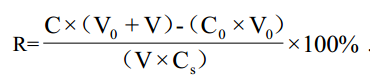 R= C×(V₀+V)-(C₀×V₀) / (V×Cₛ) ×100% .